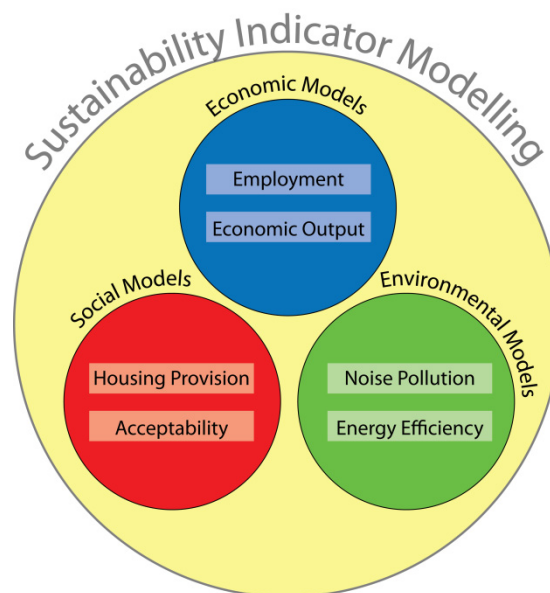 Sustainability Indicator Modelling
Economic Models
Employment
Economic Output
Social Models
Housing Provision
Acceptability
Environmental Models
Noise Pollution
Energy Efficiency